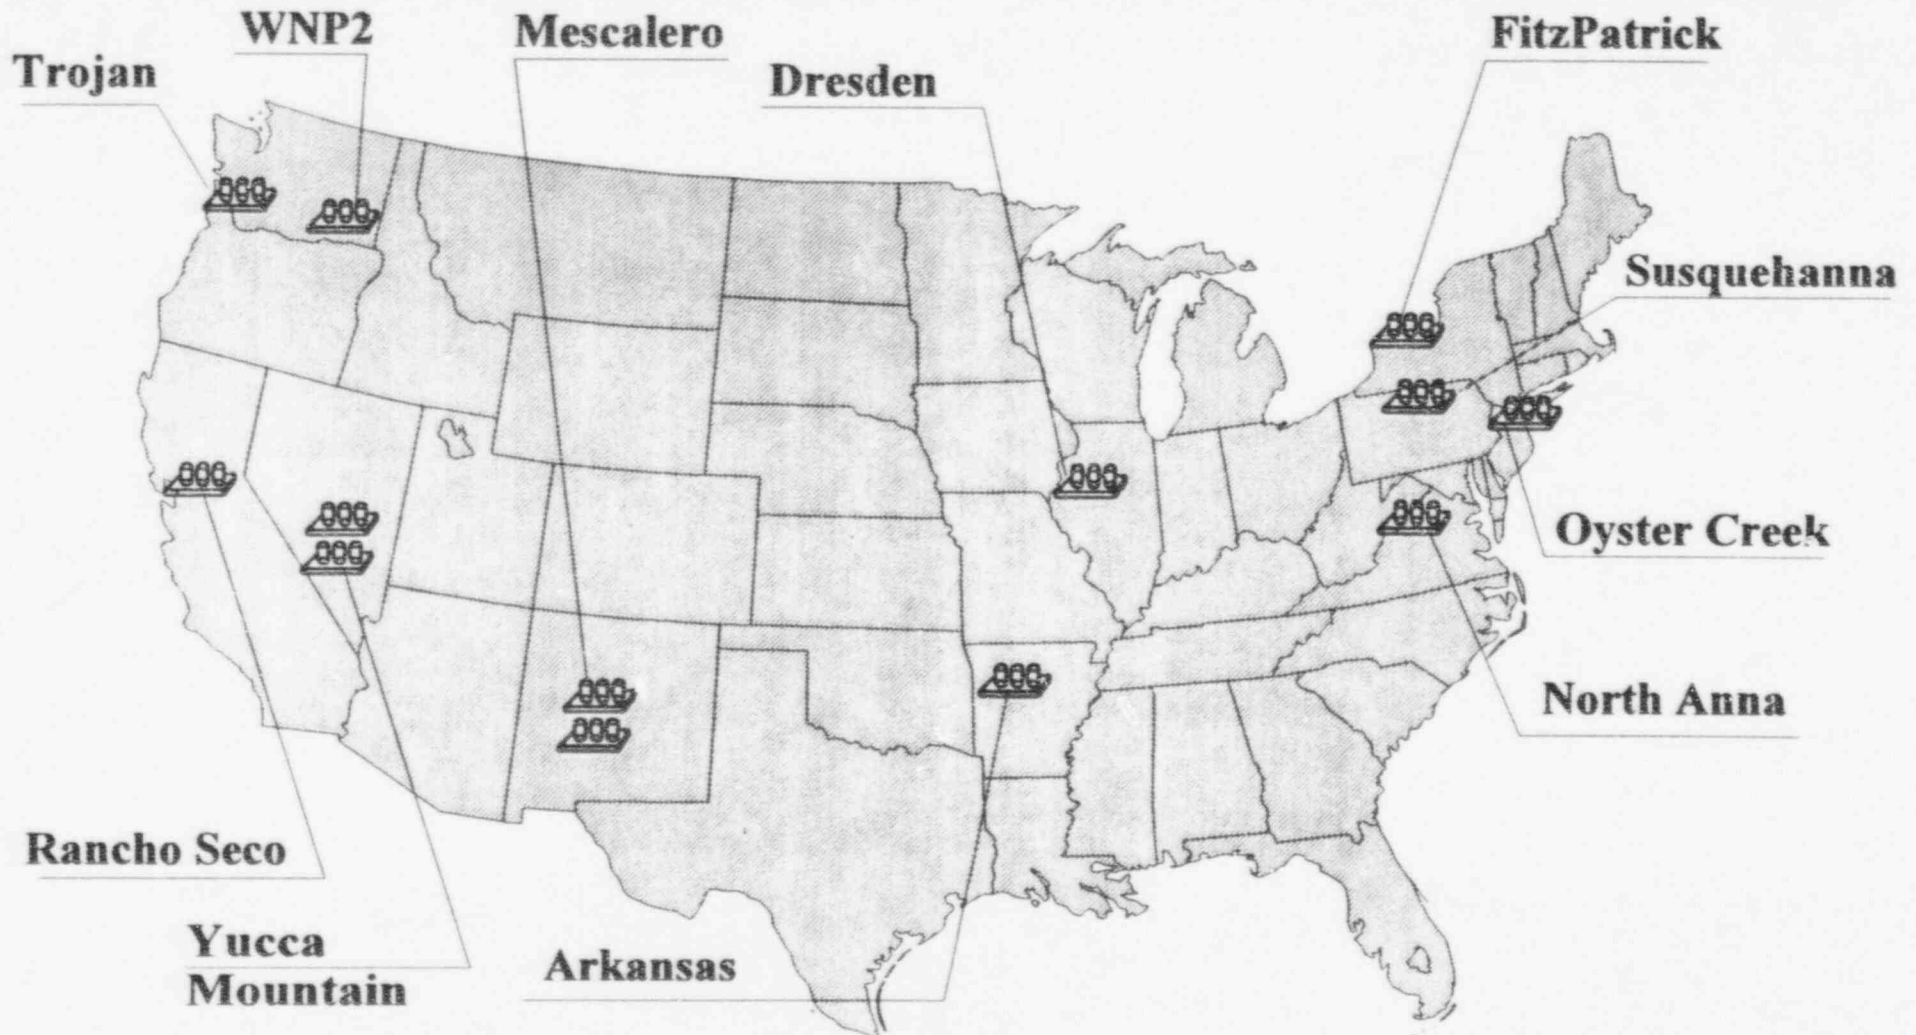 WNP2
Mescalero
FitzPatrick
Trojan
Dresden
Susquehanna
Oyster Creek
North Anna
Rancho Seco
Yucca
Mountain
Arkansas